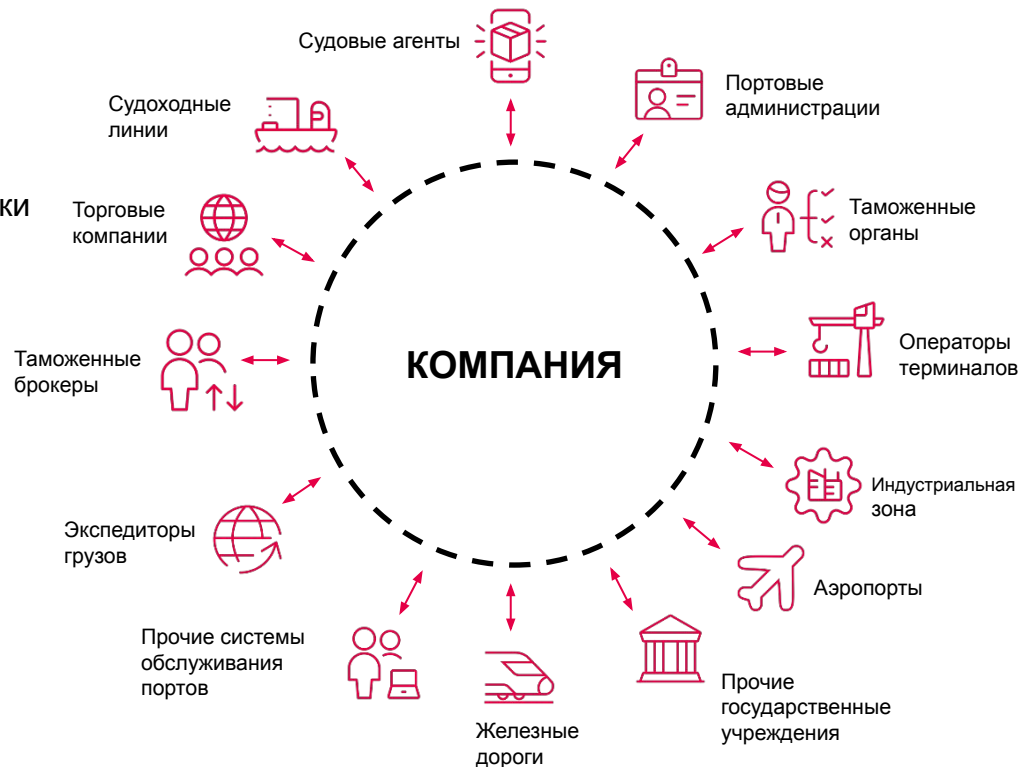 Судовые агенты
Портовые
администрации
Судоходные
линии
ки
Торговые
компании
Таможенные
органы
КОМПАНИЯ
Таможенные
брокеры
Операторы
терминалов
Индустриальная
зона
Экспедиторы
грузов
Аэропорты
Прочие системы
обслуживания
портов
Прочие
государственные
учреждения
Железные
дороги